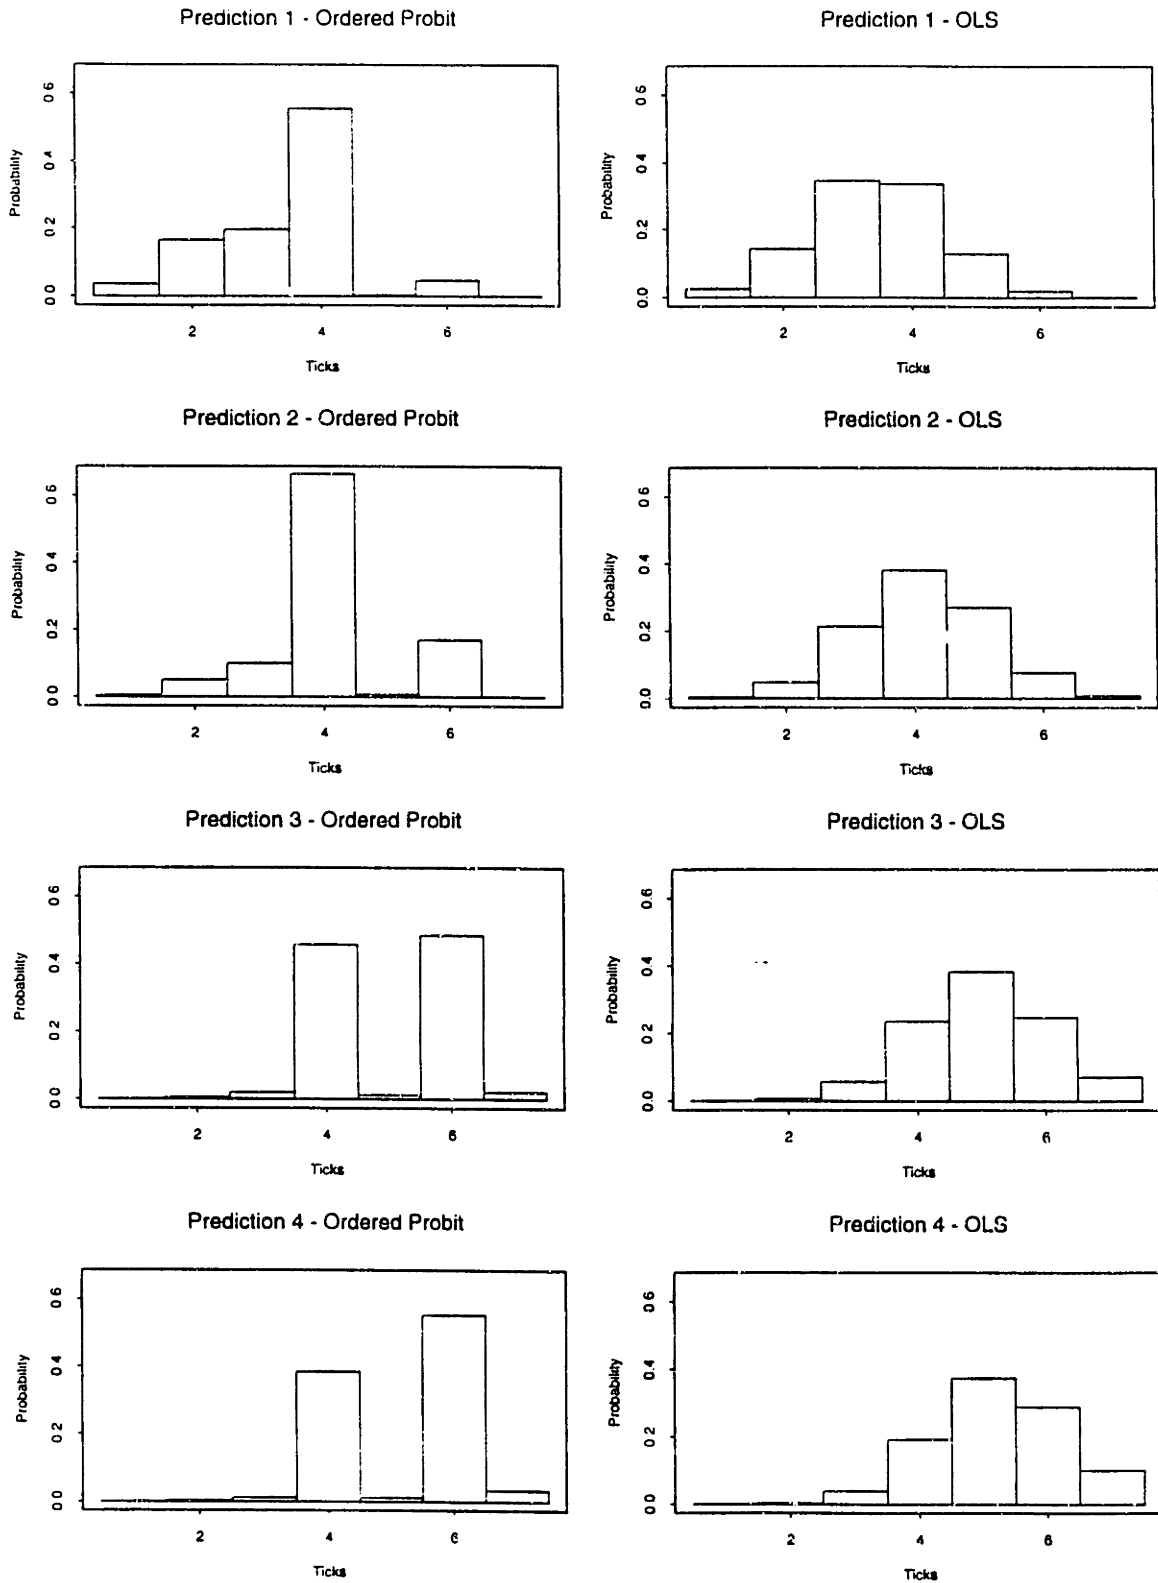 Prediction 1 - Ordered Probit
Probability
0.6
0.4
0.2
0.0
2 4 6
Ticks
Prediction 1 - OLS
Probability
0.6
0.4
0.2
0.0
2 4 6
Ticks
Prediction 2 - Ordered Probit
Probability
0.6
0.4
0.2
0.0
2 4 6
Ticks
Prediction 2 - OLS
Probability
0.6
0.4
0.2
0.0
2 4 6
Ticks
Prediction 3 - Ordered Probit
Probability
0.6
0.4
0.2
0.0
2 4 6
Ticks
Prediction 3 - OLS
Probability
0.6
0.4
0.2
0.0
2 4 6
Ticks
Prediction 4 - Ordered Probit
Probability
0.6
0.4
0.2
0.0
2 4 6
Ticks
Prediction 4 - OLS
Probability
0.6
0.4
0.2
0.0
2 4 6
Ticks